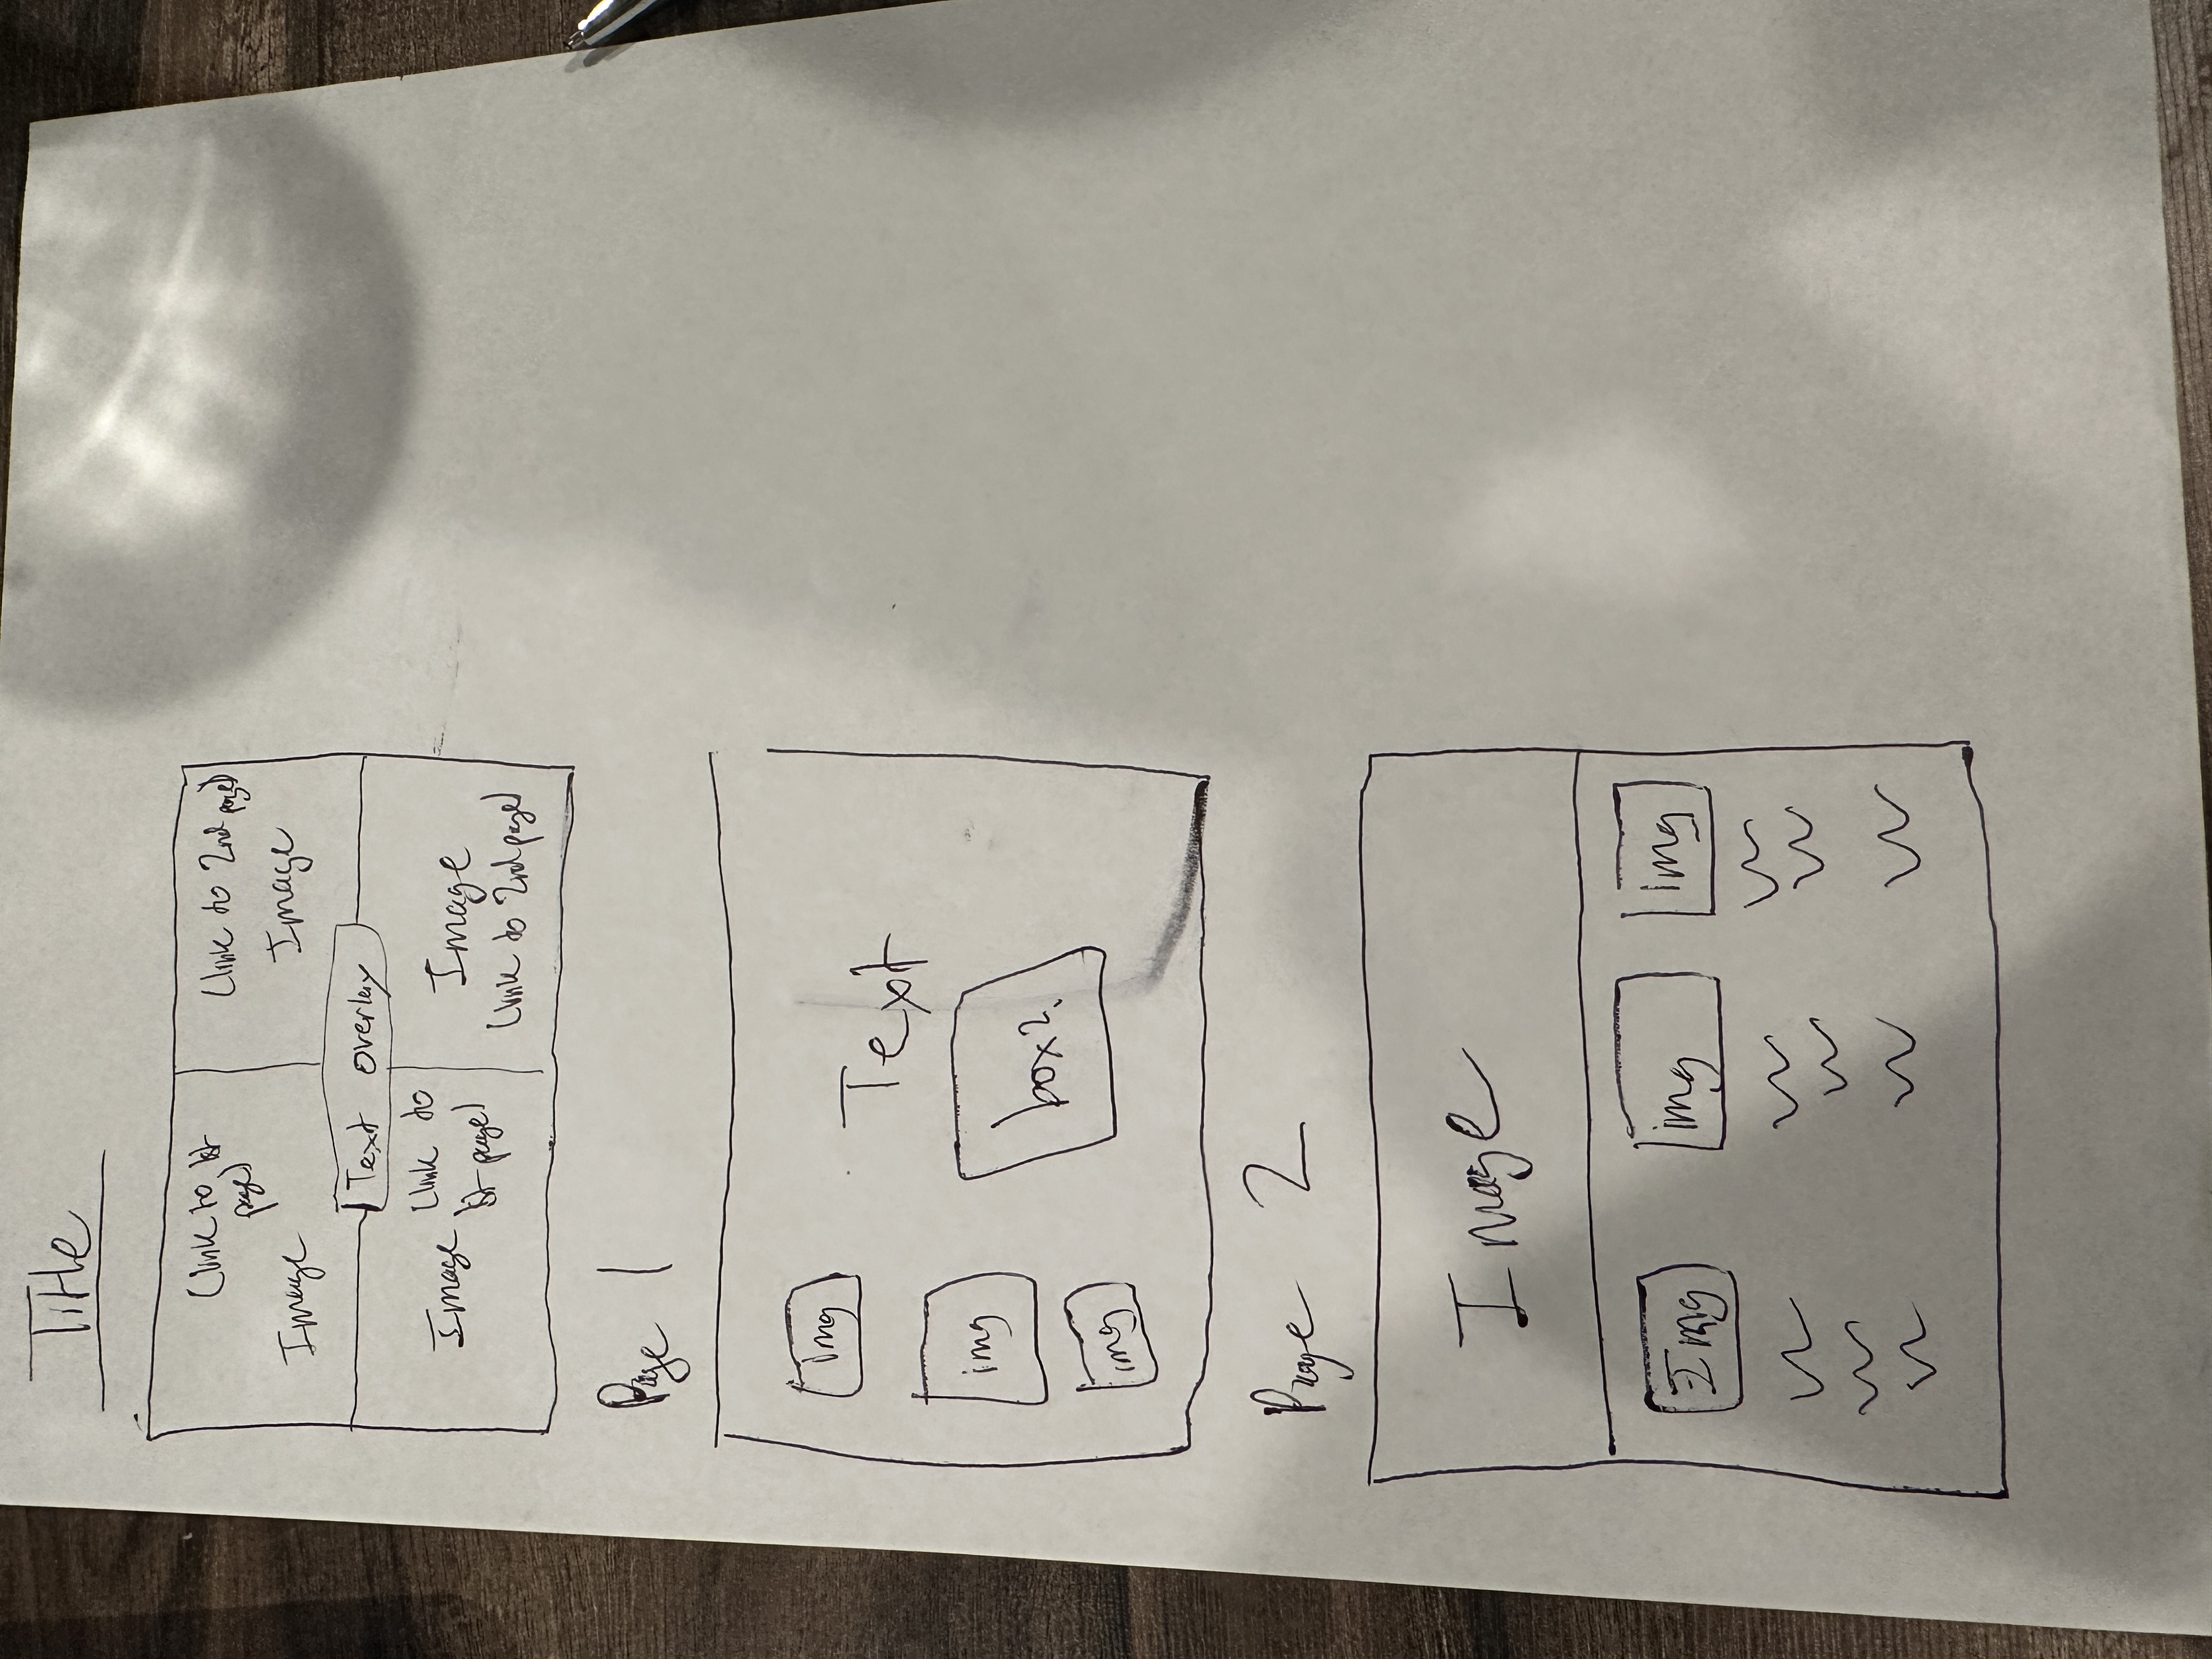 Title
(link to 1st page)
Image
(link to 2nd page)
Image
Text overlay
Image (link to 1st page)
Image
(link to 2nd page)
Page 1
Img
Text
img
box?
img
Page 2
Image
Img img Img